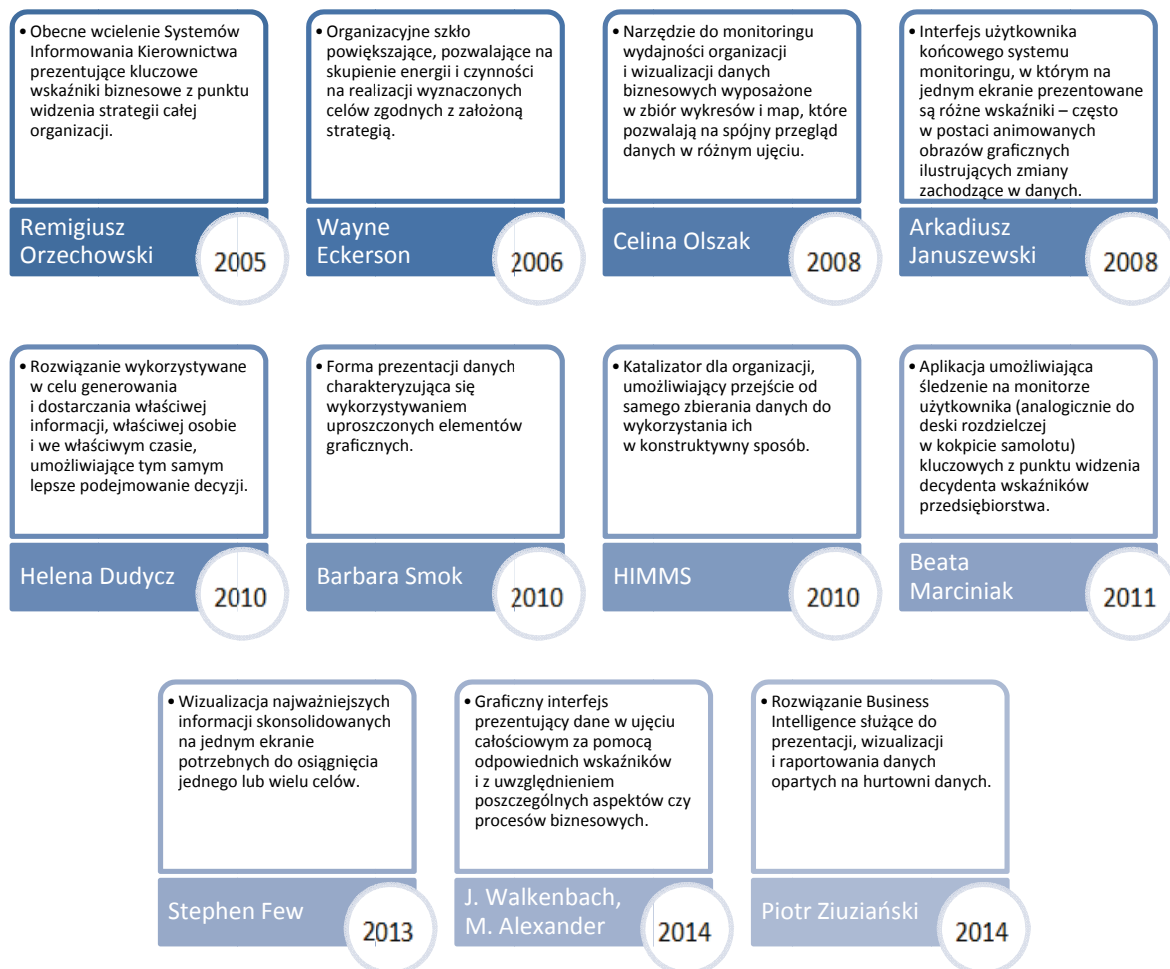 • Obecne wcielenie Systemów
Informowania Kierownictwa
prezentujące kluczowe
wskaźniki biznesowe z punktu
widzenia strategii całej
organizacji.
Remigiusz
Orzechowski
2005
• Organizacyjne szkło
powiększające, pozwalające na
skupienie energii i czynności
na realizacji wyznaczonych
celów zgodnych z założoną
strategią.
Wayne
Eckerson
2006
• Narzędzie do monitoringu
wydajności organizacji
i wizualizacji danych
biznesowych wyposażone
w zbiór wykresów i map, które
pozwalają na spójny przegląd
danych w różnym ujęciu.
Celina Olszak
2008
• Interfejs użytkownika
końcowego systemu
monitoringu, w którym na
jednym ekranie prezentowane
są różne wskaźniki – często
w postaci animowanych
obrazów graficznych
ilustrujących zmiany
zachodzące w danych.
Arkadiusz
Januszewski
2008
• Rozwiązanie wykorzystywane
w celu generowania
i dostarczania właściwej
informacji, właściwej osobie
i we właściwym czasie,
umożliwiające tym samym
lepsze podejmowanie decyzji.
Helena Dudycz
2010
• Forma prezentacji danych
charakteryzująca się
wykorzystywaniem
uproszczonych elementów
graficznych.
Barbara Smok
2010
• Katalizator dla organizacji,
umożliwiający przejście od
samego zbierania danych do
wykorzystania ich
w konstruktywny sposób.
HIMMS
2010
• Aplikacja umożliwiająca
śledzenie na monitorze
użytkownika (analogicznie do
deski rozdzielczej
w kokpicie samolotu)
kluczowych z punktu widzenia
decydenta wskaźników
przedsiębiorstwa.
Beata
Marciniak
2011
• Wizualizacja najważniejszych
informacji skonsolidowanych
na jednym ekranie
potrzebnych do osiągnięcia
jednego lub wielu celów.
Stephen Few
2013
• Graficzny interfejs
prezentujący dane w ujęciu
całościowym za pomocą
odpowiednich wskaźników
i z uwzględnieniem
poszczególnych aspektów czy
procesów biznesowych.
J. Walkenbach,
M. Alexander
2014
• Rozwiązanie Business
Intelligence służące do
prezentacji, wizualizacji
i raportowania danych
opartych na hurtowni danych.
Piotr Ziuziański
2014